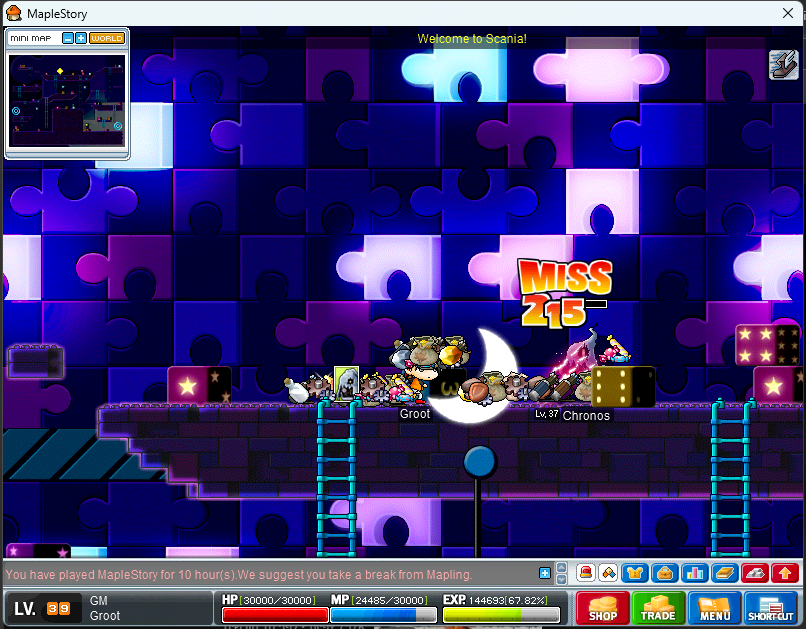 MapleStory
MINI MAP
WORLD
Welcome to Scania!
MISS
215
3
Groot
Lv. 37 Chronos
You have played MapleStory for 10 hour(s).We suggest you take a break from Mapling.
LV. 39
GM
Groot
HP [30000/30000]
MP [24485/30000]
EXP 144693[67.82%]
SHOP
TRADE
MENU
SHORTCUT